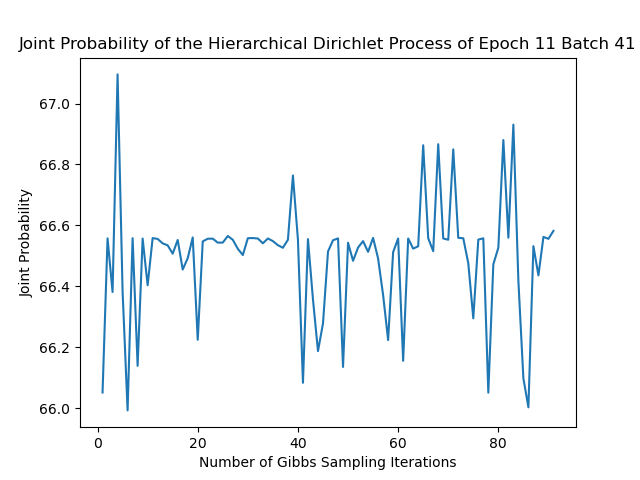 Joint Probability of the Hierarchical Dirichlet Process of Epoch 11 Batch 41
67.0
66.8
66.6
66.4
66.2
66.0
Joint Probability
0 20 40 60 80
Number of Gibbs Sampling Iterations